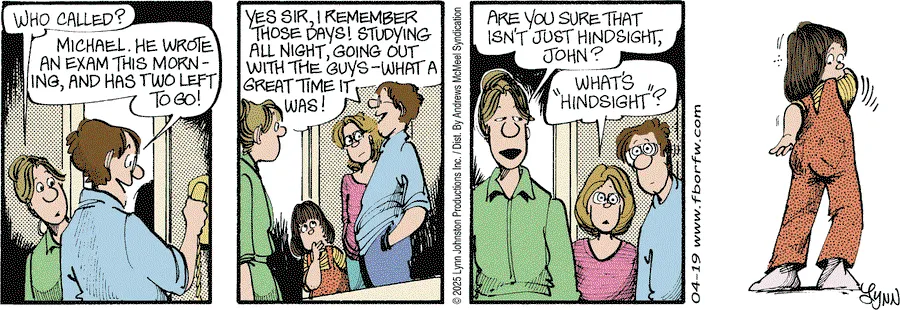 WHO CALLED?
MICHAEL. HE WROTE
AN EXAM THIS MORN-
ING, AND HAS TWO LEFT
TO GO!
YES SIR, I REMEMBER
THOSE DAYS! STUDYING
ALL NIGHT, GOING OUT
WITH THE GUYS-WHAT A
GREAT TIME IT
WAS!
© 2025 Lynn Johnston Productions Inc. / Dist. By Andrews McMeel Syndication
ARE YOU SURE THAT
ISN'T JUST HINDSIGHT,
JOHN?
WHAT'S
"HINDSIGHT"?
04-19 www.fborfw.com
LYNN